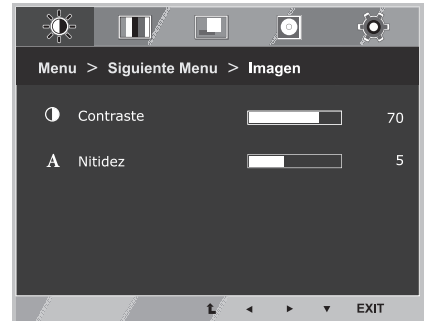 Menu > Siguiente Menu > Imagen
Contraste 70
A Nitidez 5
EXIT